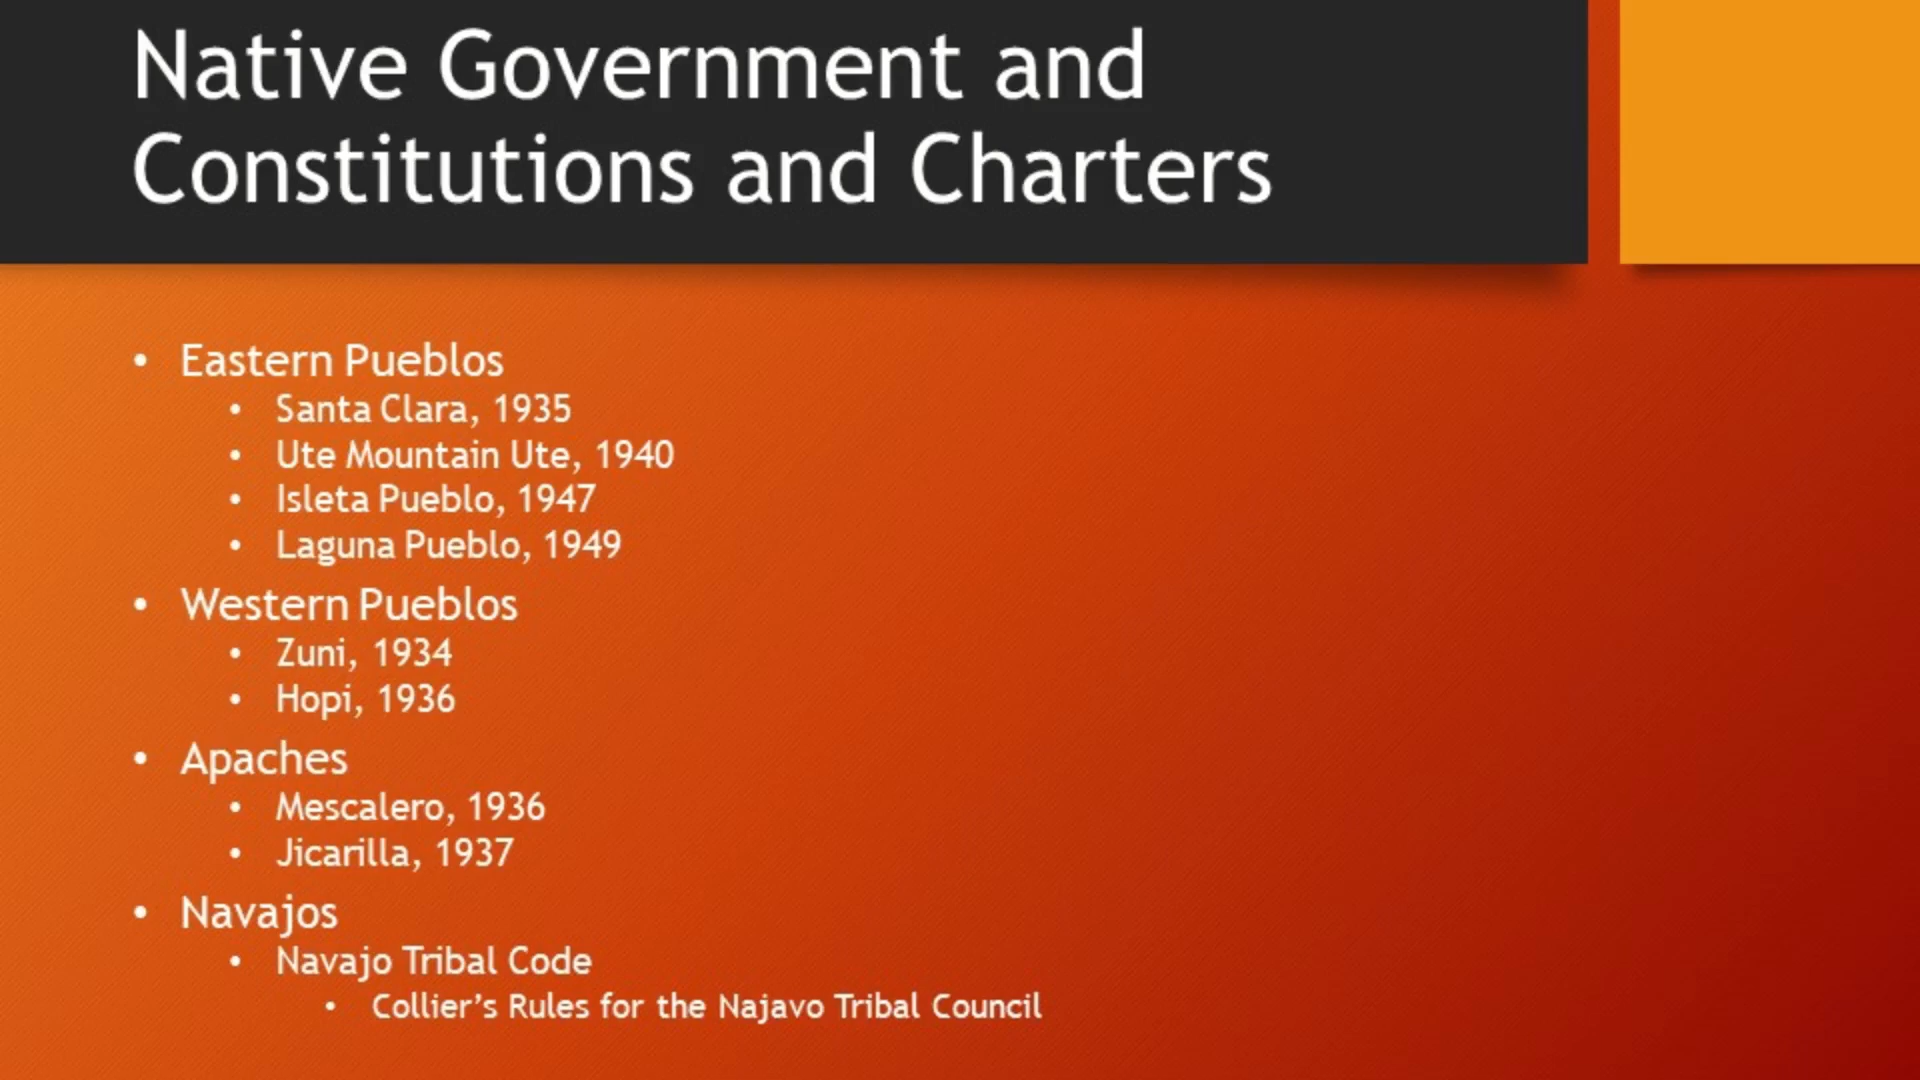 Native Government and
Constitutions and Charters
• Eastern Pueblos
• Santa Clara, 1935
• Ute Mountain Ute, 1940
• Isleta Pueblo, 1947
• Laguna Pueblo, 1949
• Western Pueblos
• Zuni, 1934
• Hopi, 1936
• Apaches
• Mescalero, 1936
• Jicarilla, 1937
• Navajos
• Navajo Tribal Code
• Collier’s Rules for the Najavo Tribal Council